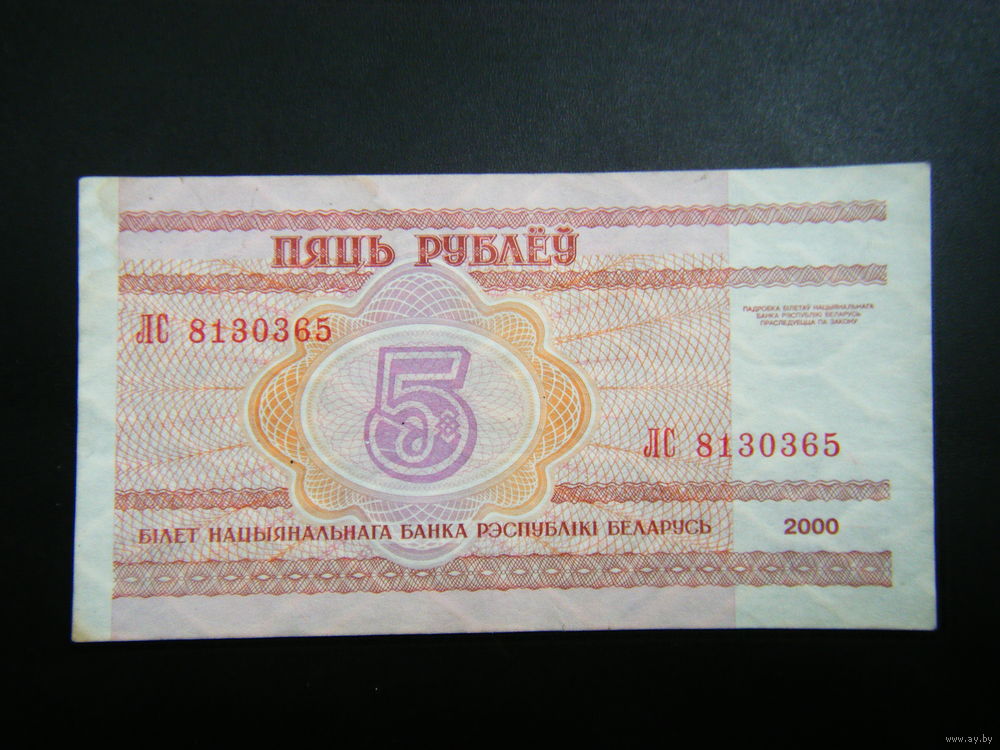 ПЯЦЬ РУБЛЁЎ
ЛС 8130365
ПАДРОБКА БІЛЕТАЎ НАЦЫЯНАЛЬНАГА
БАНКА РЭСПУБЛІКІ БЕЛАРУСЬ
ПРАСЛЕДУЕЦЦА ПА ЗАКОНУ
5
ЛС 8130365
БІЛЕТ НАЦЫЯНАЛЬНАГА БАНКА РЭСПУБЛІКІ БЕЛАРУСЬ 2000
www.ay.by